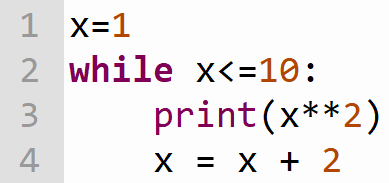 1 x=1
2 while x<=10:
3     print(x**2)
4     x = x + 2